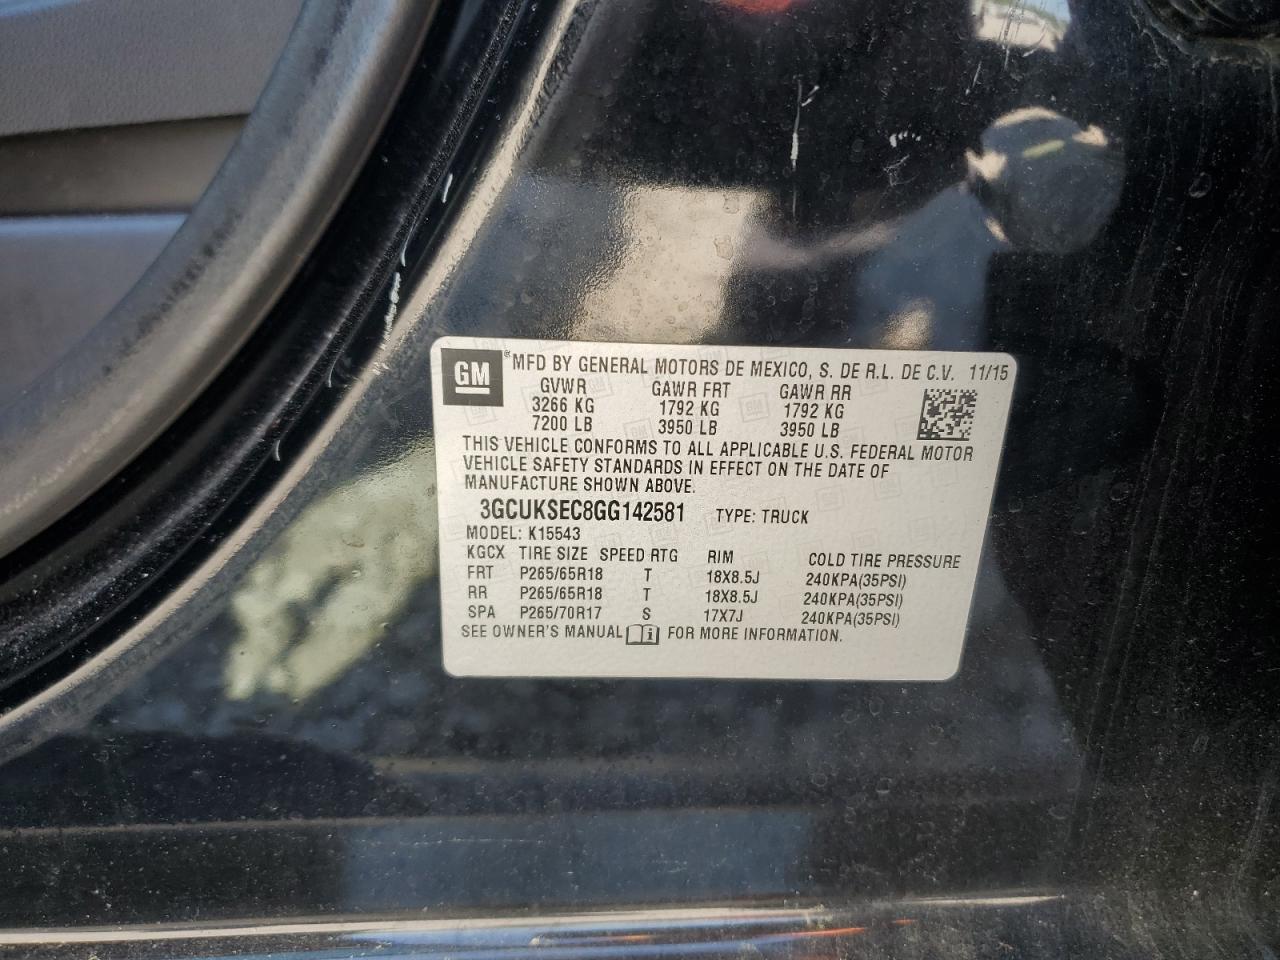 GM ® MFD BY GENERAL MOTORS DE MEXICO, S. DE R.L. DE C.V. 11/15
GVWR GAWR FRT GAWR RR
3266 KG 1792 KG 1792 KG
7200 LB 3950 LB 3950 LB
THIS VEHICLE CONFORMS TO ALL APPLICABLE U.S. FEDERAL MOTOR
VEHICLE SAFETY STANDARDS IN EFFECT ON THE DATE OF
MANUFACTURE SHOWN ABOVE.
3GCUKSEC8GG142581 TYPE: TRUCK
MODEL: K15543
KGCX TIRE SIZE SPEED RTG RIM COLD TIRE PRESSURE
FRT P265/65R18 T 18X8.5J 240KPA(35PSI)
RR P265/65R18 T 18X8.5J 240KPA(35PSI)
SPA P265/70R17 S 17X7J 240KPA(35PSI)
SEE OWNER'S MANUAL FOR MORE INFORMATION.